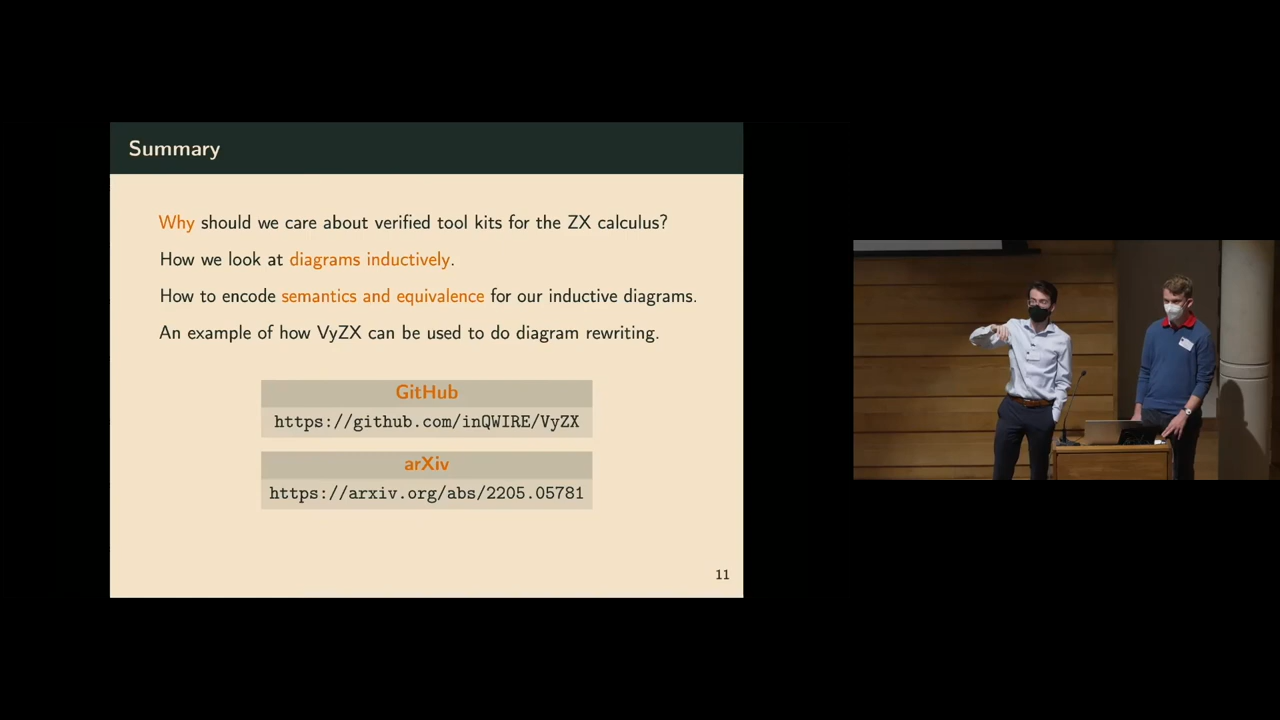 Summary
Why should we care about verified tool kits for the ZX calculus?
How we look at diagrams inductively.
How to encode semantics and equivalence for our inductive diagrams.
An example of how VyZX can be used to do diagram rewriting.
GitHub
https://github.com/inQWIRE/VyZX
arXiv
https://arxiv.org/abs/2205.05781
11